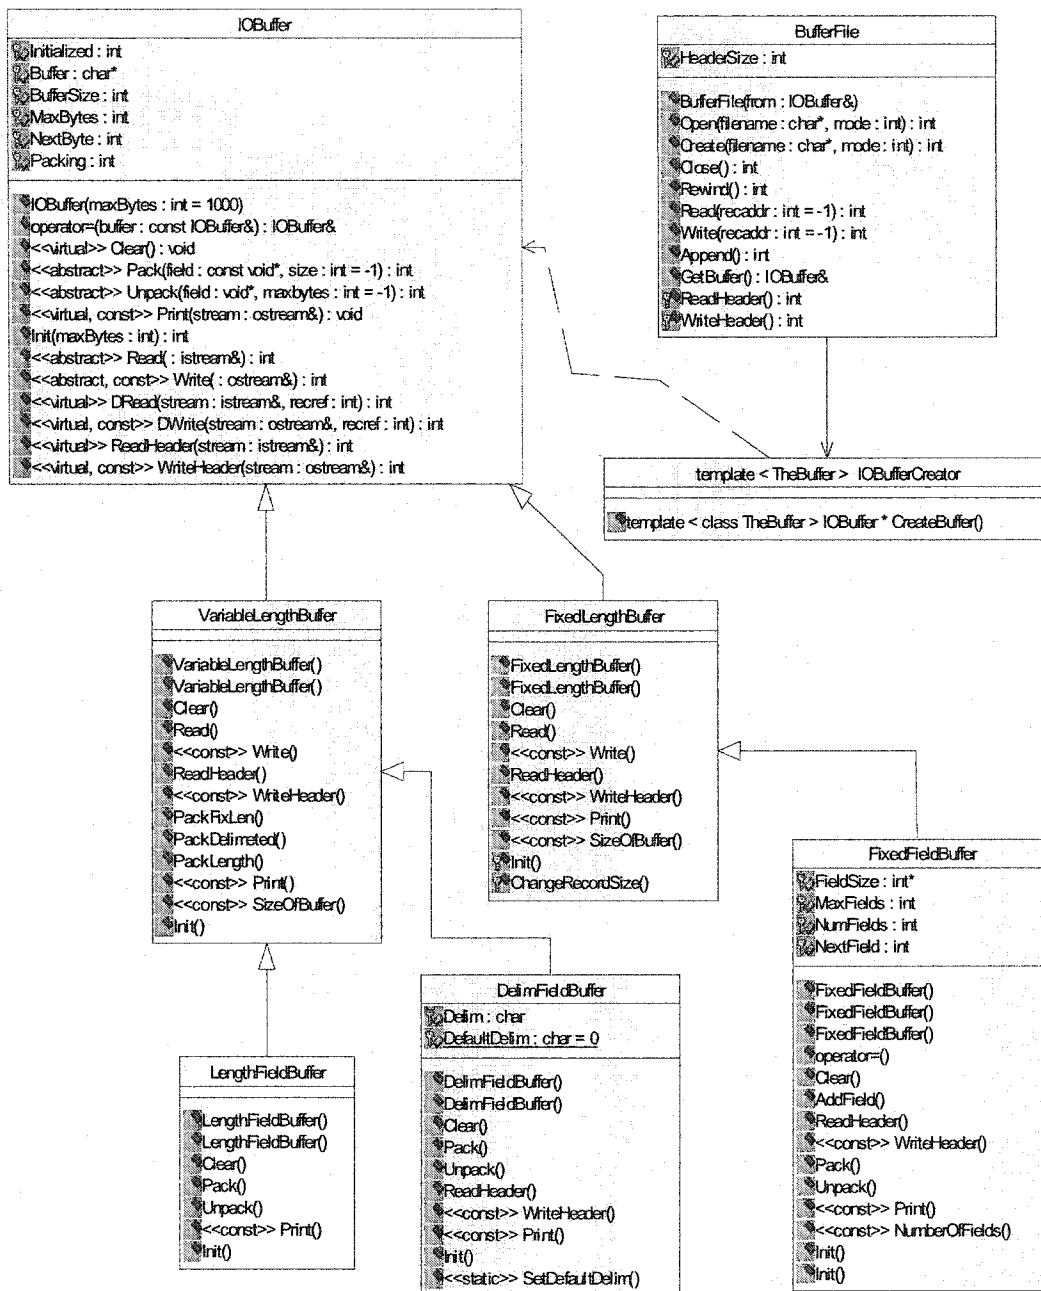 IOBuffer
Initialized : int
Buffer : char*
BufferSize : int
MaxBytes : int
NextByte : int
Packing : int
IOBuffer(maxBytes : int = 1000)
operator=(buffer : const IOBuffer&) : IOBuffer&
<<virtual>> Clear() : void
<<abstract>> Pack(field : const void*, size : int = -1) : int
<<abstract>> Unpack(field : void*, maxbytes : int = -1) : int
<<virtual, const>> Print(stream : ostream&) : void
Init(maxBytes : int) : int
<<abstract>> Read( : istream&) : int
<<abstract, const>> Write( : ostream&) : int
<<virtual>> DRead(stream : istream&, recref : int) : int
<<virtual, const>> DWrite(stream : ostream&, recref : int) : int
<<virtual>> ReadHeader(stream : istream&) : int
<<virtual, const>> WriteHeader(stream : ostream&) : int
BufferFile
HeaderSize : int
BufferFile(from : IOBuffer&)
Open(filename : char*, mode : int) : int
Create(filename : char*, mode : int) : int
Close() : int
Rewind() : int
Read(recaddr : int = -1) : int
Write(recaddr : int = -1) : int
Append() : int
GetBuffer() : IOBuffer&
ReadHeader() : int
WriteHeader() : int
template < TheBuffer > IOBufferCreator
template < class TheBuffer > IOBuffer * CreateBuffer()
VariableLengthBuffer
VariableLengthBuffer()
VariableLengthBuffer()
Clear()
Read()
<<const>> Write()
ReadHeader()
<<const>> WriteHeader()
PackFixLen()
PackDelimeted()
PackLength()
<<const>> Print()
<<const>> SizeOfBuffer()
Init()
FixedLengthBuffer
FixedLengthBuffer()
FixedLengthBuffer()
Clear()
Read()
<<const>> Write()
ReadHeader()
<<const>> WriteHeader()
<<const>> Print()
<<const>> SizeOfBuffer()
Init()
ChangeRecordSize()
FixedFieldBuffer
FieldSize : int*
MaxFields : int
NumFields : int
NextField : int
FixedFieldBuffer()
FixedFieldBuffer()
FixedFieldBuffer()
operator=()
Clear()
AddField()
ReadHeader()
<<const>> WriteHeader()
Pack()
Unpack()
<<const>> Print()
<<const>> NumberOfFields()
Init()
Init()
DelimFieldBuffer
Delim : char
DefaultDelim : char = 0
DelimFieldBuffer()
DelimFieldBuffer()
Clear()
Pack()
Unpack()
ReadHeader()
<<const>> WriteHeader()
<<const>> Print()
Init()
<<static>> SetDefaultDelim()
LengthFieldBuffer
LengthFieldBuffer()
LengthFieldBuffer()
Clear()
Pack()
Unpack()
<<const>> Print()
Init()